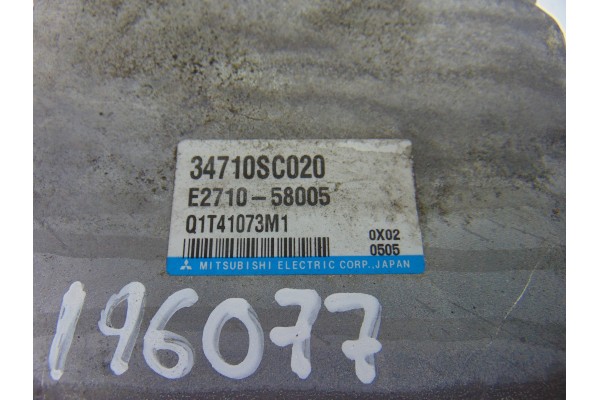 34710SC020
E2710-58005
Q1T41073M1
0X02
0505
MITSUBISHI ELECTRIC CORP., JAPAN
196077